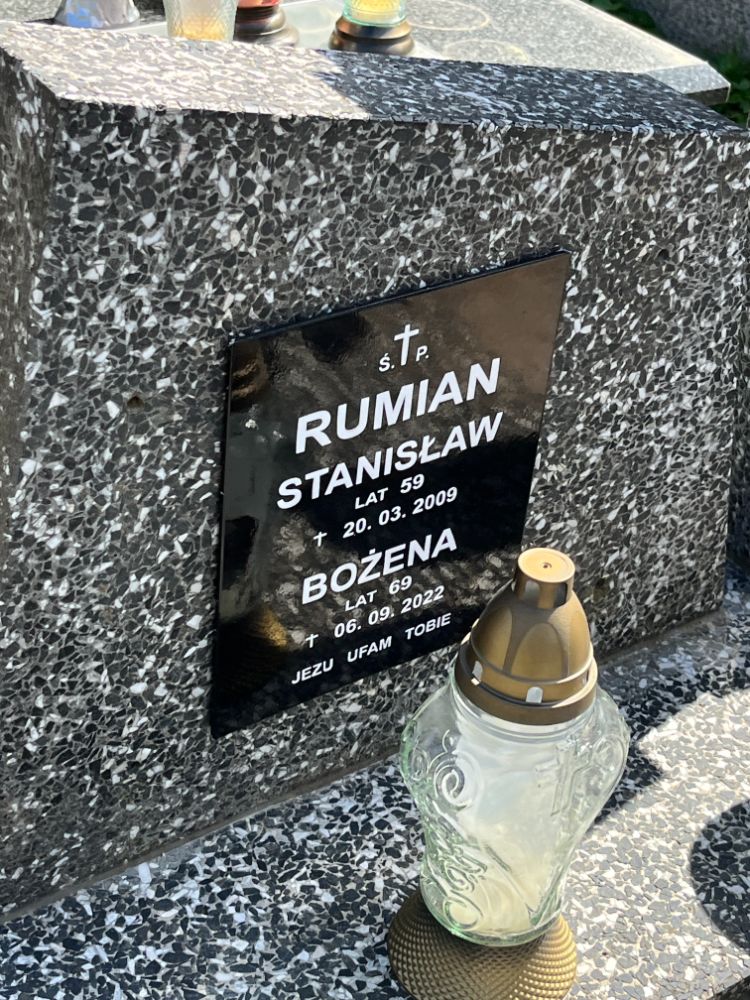 Ś. P.
RUMIAN
STANISŁAW
LAT 59
20. 03. 2009
BOŻENA
LAT 69
06. 09. 2022
JEZU UFAM TOBIE